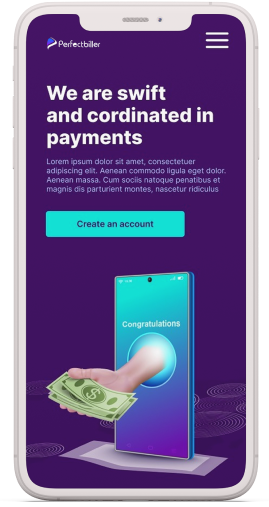 Perfectbiller
We are swift
and cordinated in
payments
Lorem ipsum dolor sit amet, consectetuer
adipiscing elit. Aenean commodo ligula eget dolor.
Aenean massa. Cum sociis natoque penatibus et
magnis dis parturient montes, nascetur ridiculus
Create an account
Congratulations